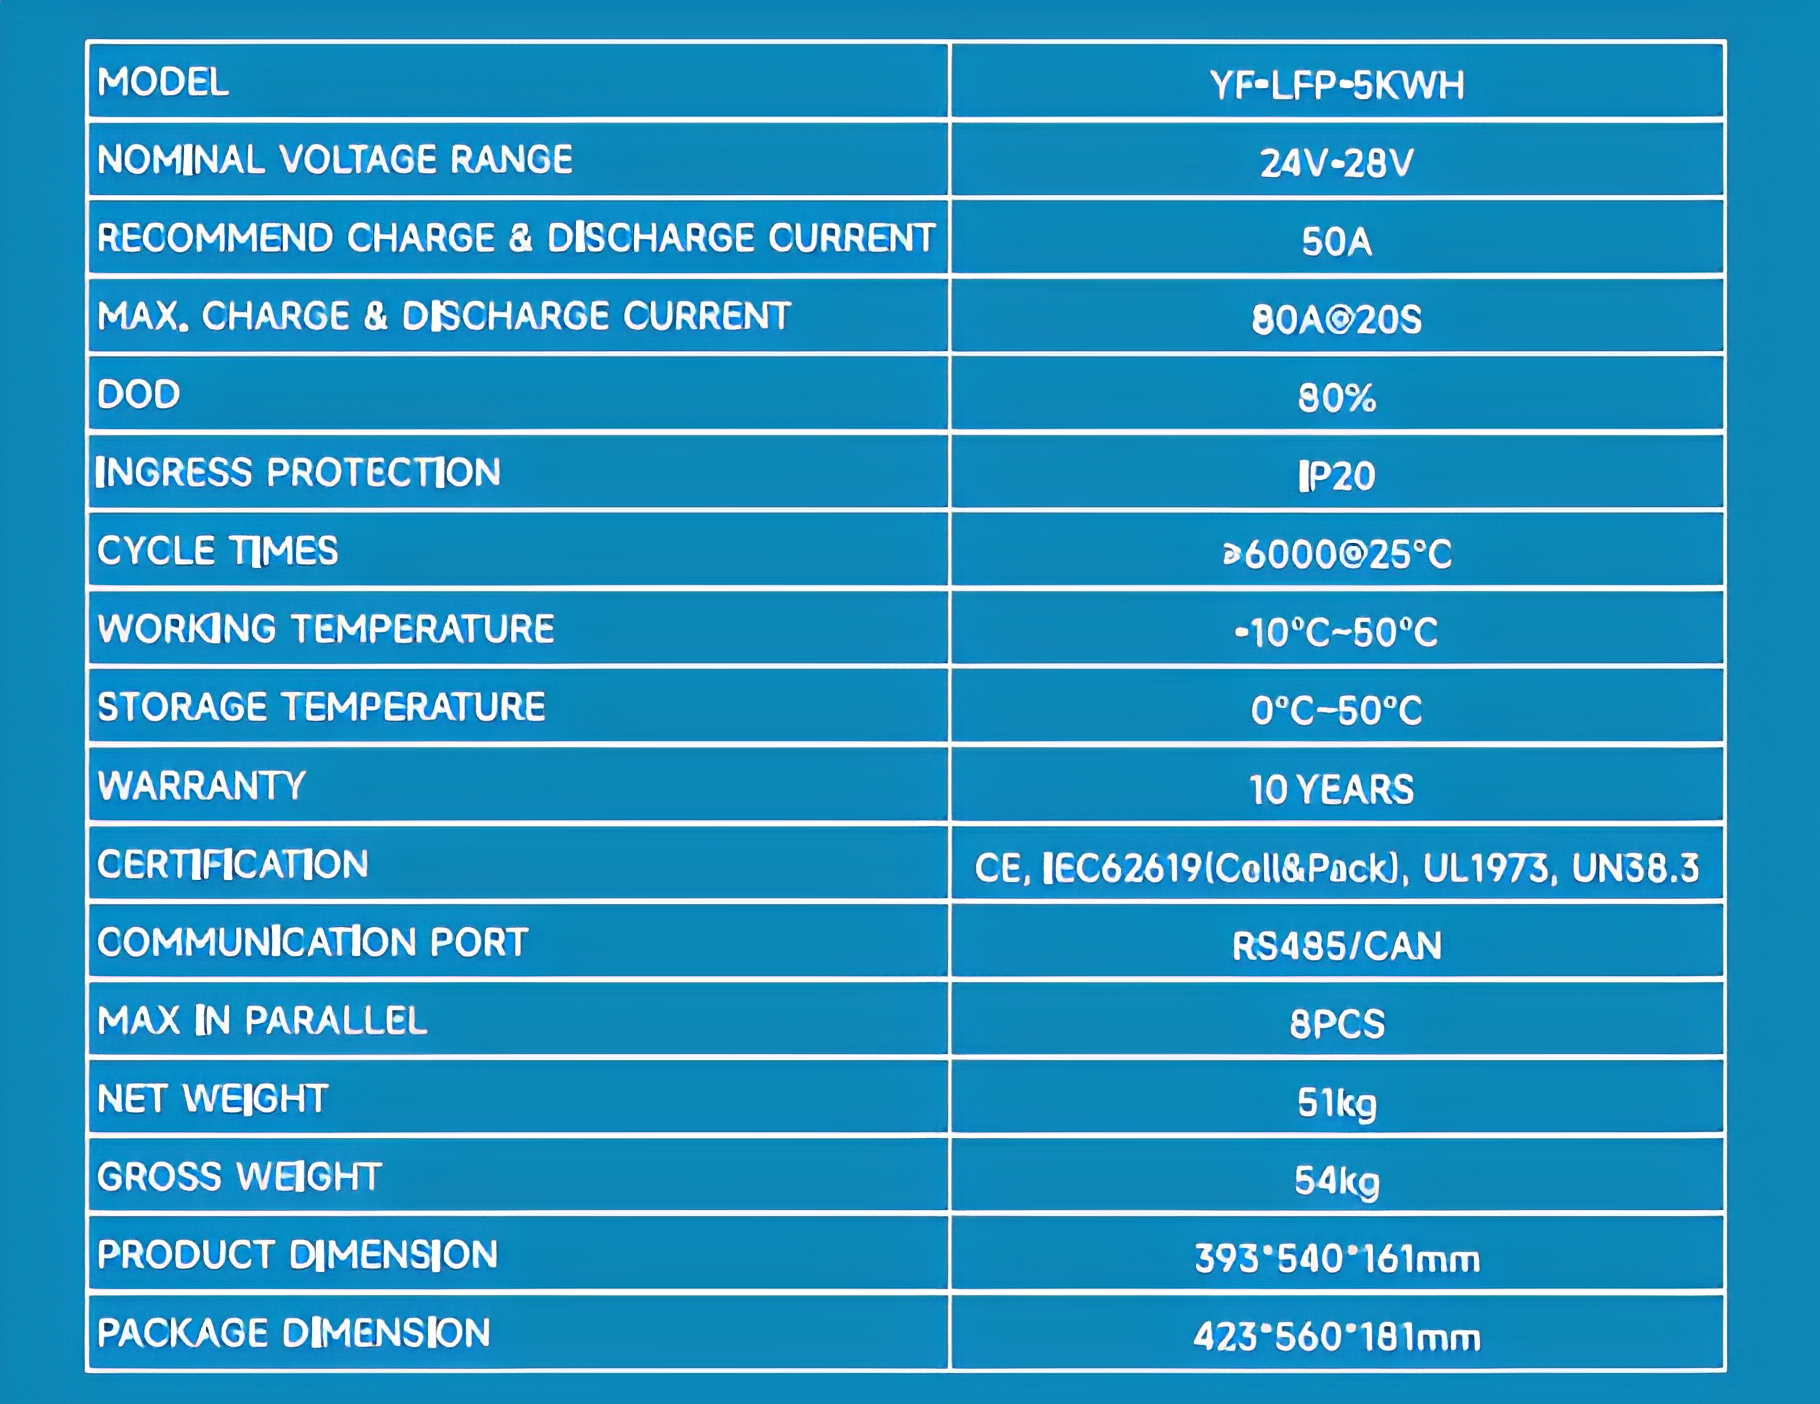 MODEL YF-LFP-5KWH
NOMINAL VOLTAGE RANGE 24V-28V
RECOMMEND CHARGE & DISCHARGE CURRENT 50A
MAX. CHARGE & DISCHARGE CURRENT 80A@20S
DOD 80%
INGRESS PROTECTION IP20
CYCLE TIMES ≥6000@25°C
WORKING TEMPERATURE -10°C~50°C
STORAGE TEMPERATURE 0°C~50°C
WARRANTY 10 YEARS
CERTIFICATION CE, IEC62619(Cell&Pack), UL1973, UN38.3
COMMUNICATION PORT RS485/CAN
MAX IN PARALLEL 8PCS
NET WEIGHT 51kg
GROSS WEIGHT 54kg
PRODUCT DIMENSION 393*540*161mm
PACKAGE DIMENSION 423*560*181mm